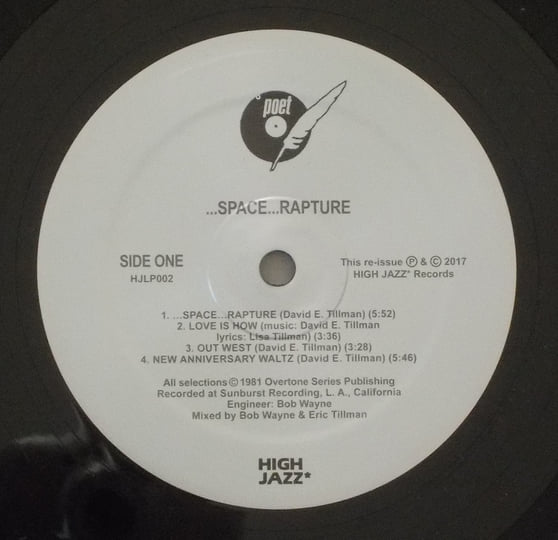 poet
...SPACE...RAPTURE
SIDE ONE
HJLP002
This re-issue Ⓟ & Ⓒ 2017
HIGH JAZZ* Records
1. ...SPACE...RAPTURE (David E. Tillman) (5:52)
2. LOVE IS HOW (music: David E. Tillman
lyrics: Lisa Tillman) (3:36)
3. OUT WEST (David E. Tillman) (3:28)
4. NEW ANNIVERSARY WALTZ (David E. Tillman) (5:46)
All selections © 1981 Overtone Series Publishing
Recorded at Sunburst Recording, L. A., California
Engineer: Bob Wayne
Mixed by Bob Wayne & Eric Tillman
HIGH
JAZZ*